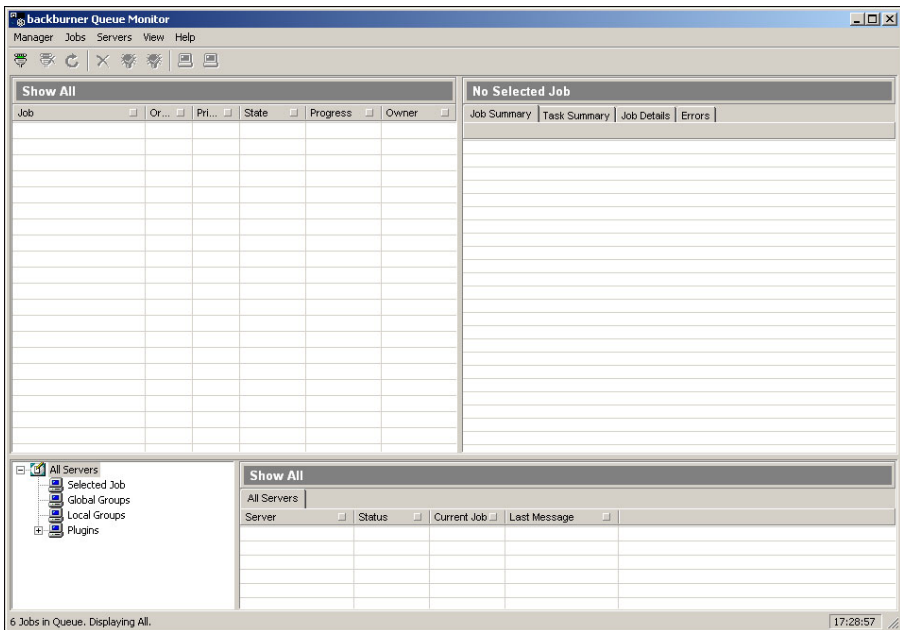 backburner Queue Monitor
Manager Jobs Servers View Help
Show All
Job Or... Pri... State Progress Owner
No Selected Job
Job Summary Task Summary Job Details Errors
All Servers
Selected Job
Global Groups
Local Groups
Plugins
Show All
All Servers
Server Status Current Job Last Message
6 Jobs in Queue. Displaying All.
17:28:57